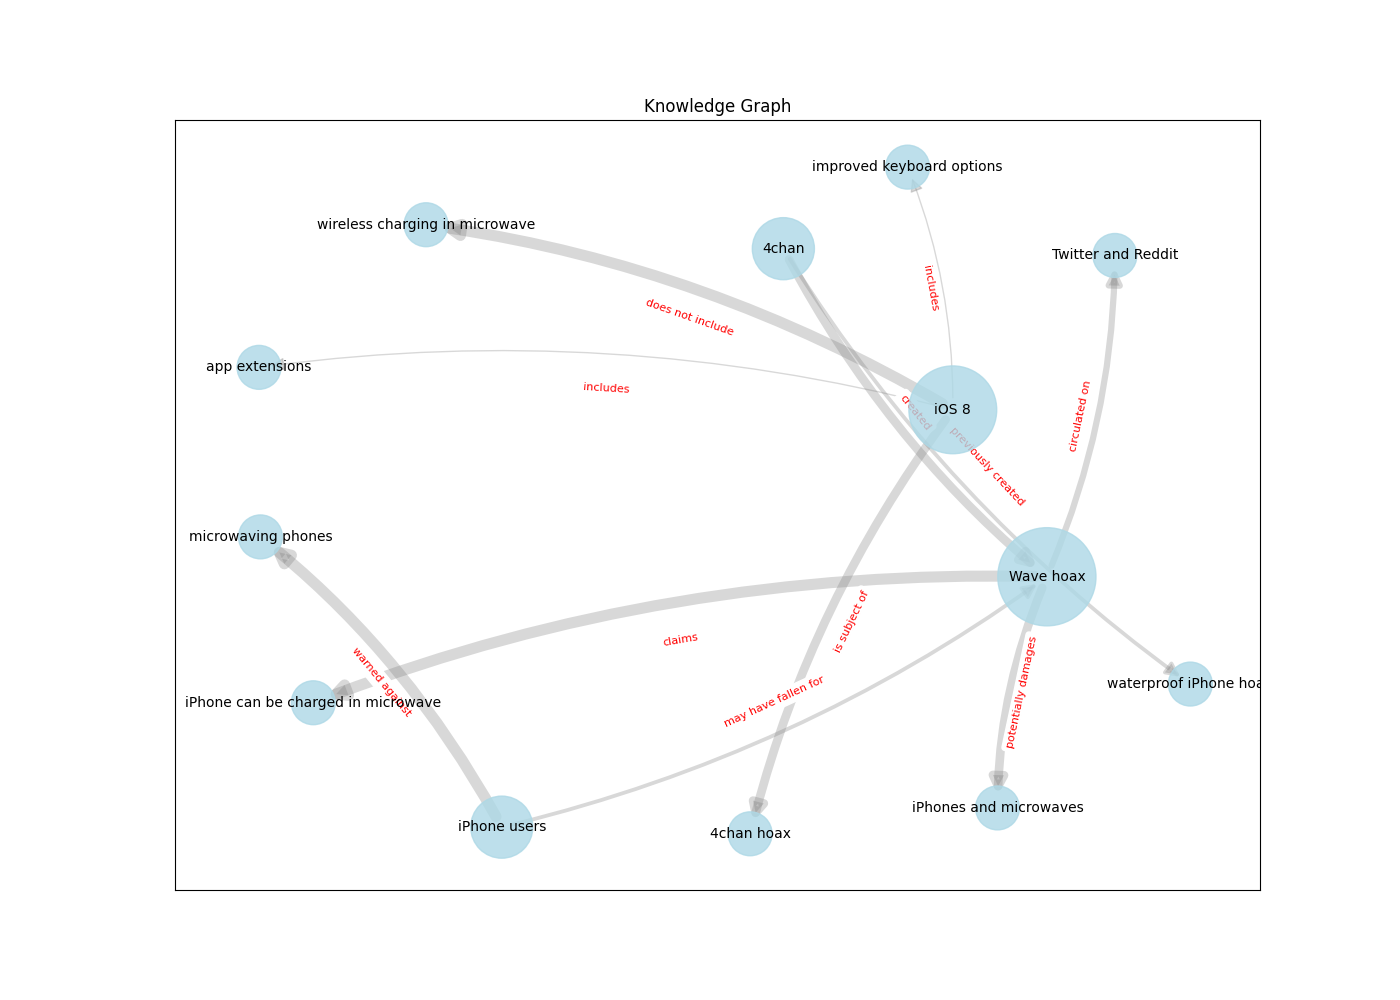 Knowledge Graph
improved keyboard options
wireless charging in microwave
4chan
Twitter and Reddit
includes
does not include
app extensions
includes
iOS 8
created
circulated on
previously created
microwaving phones
Wave hoax
is subject of
claims
warned against
potentially damages
may have fallen for
waterproof iPhone hoa
iPhone can be charged in microwave
iPhones and microwaves
iPhone users
4chan hoax